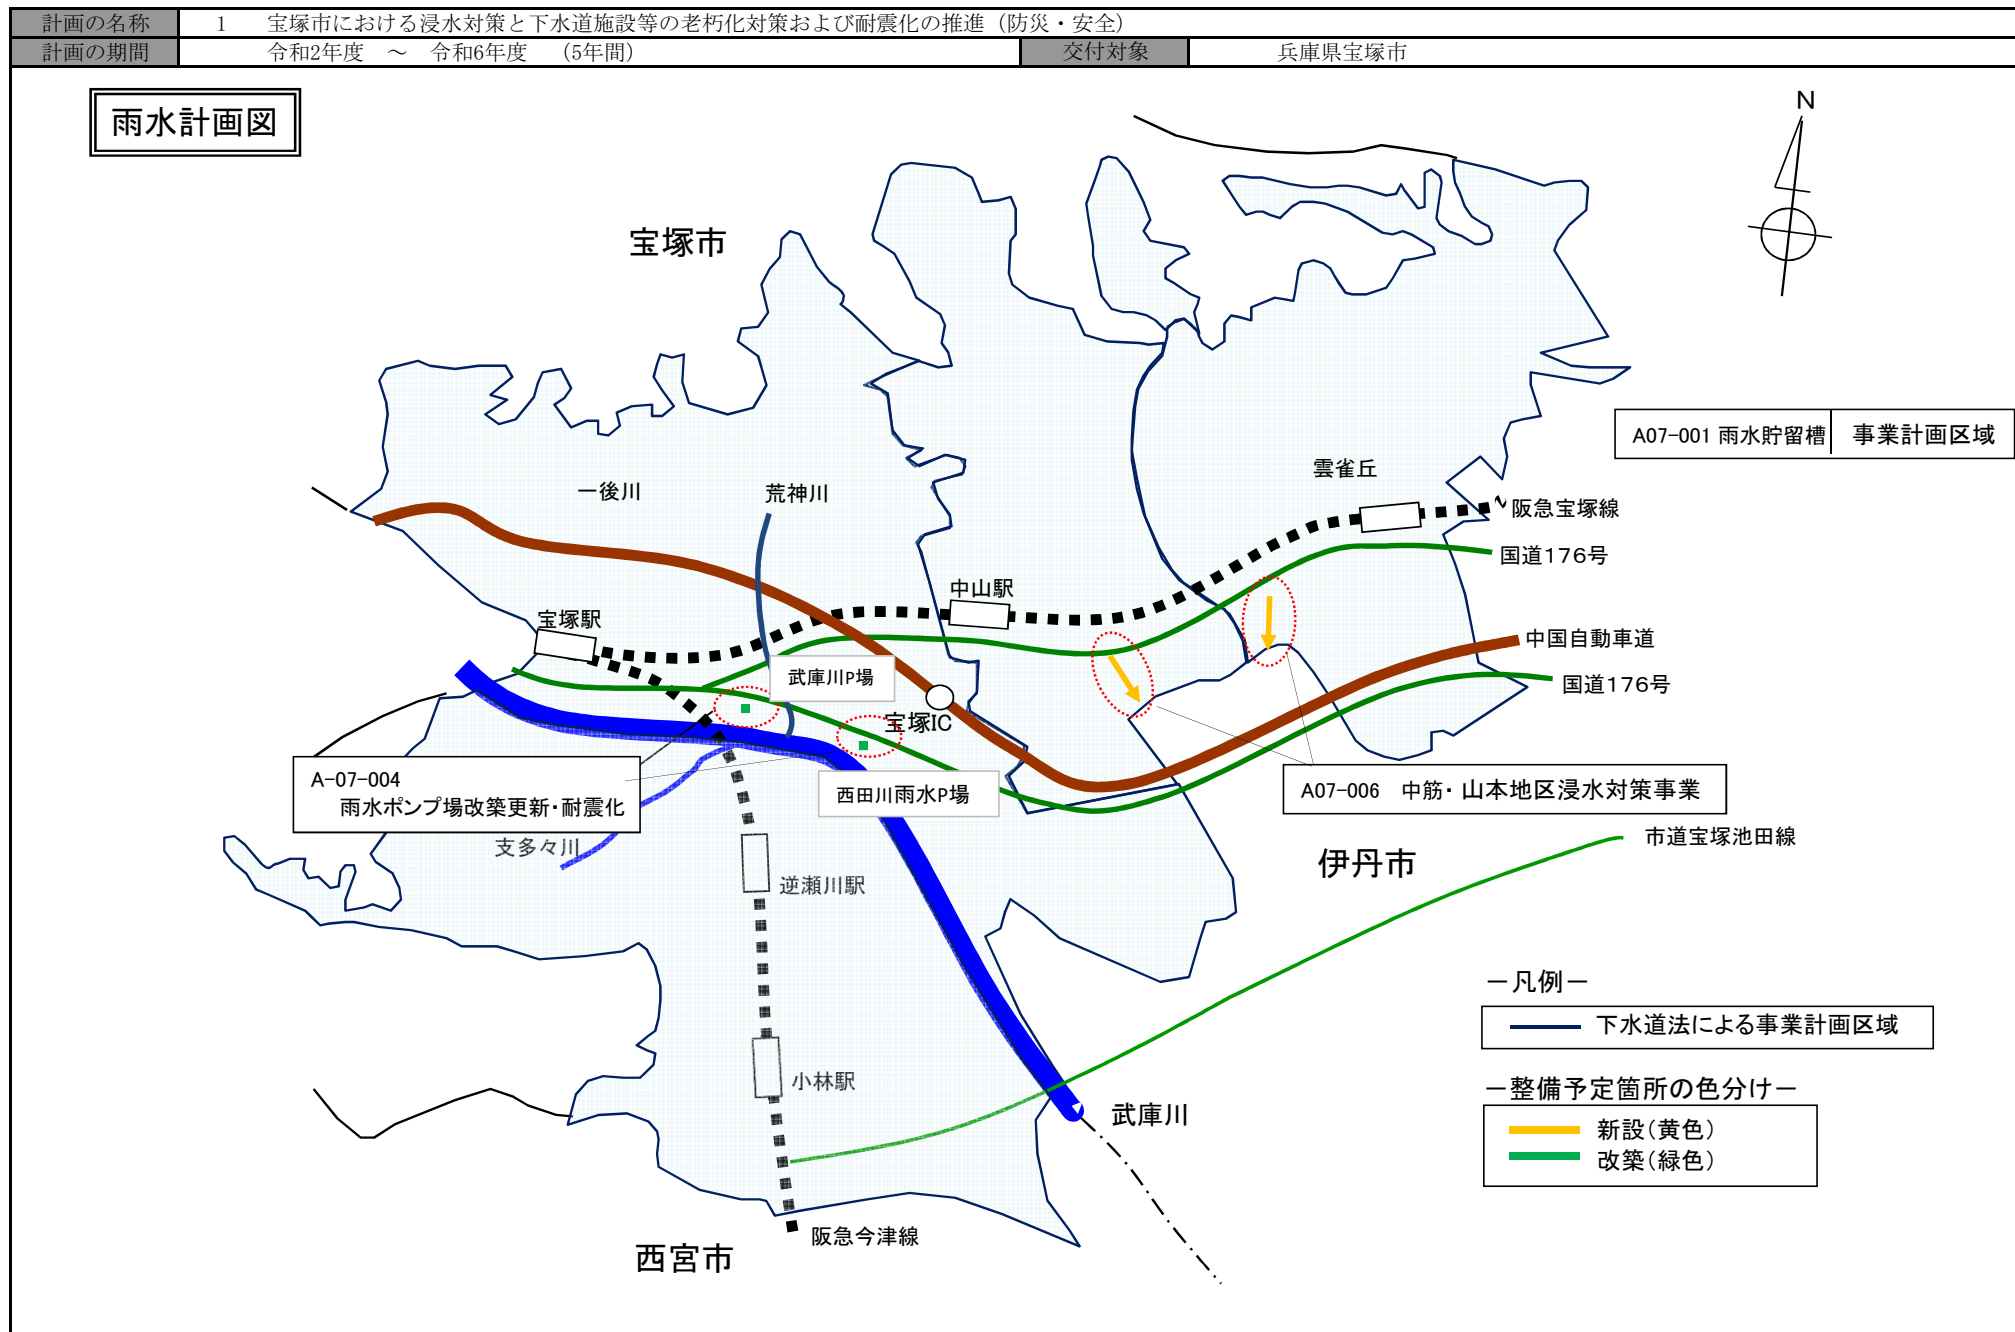 計画の名称 1 宝塚市における浸水対策と下水道施設等の老朽化対策および耐震化の推進（防災・安全）
計画の期間 令和2年度 ～ 令和6年度 （5年間） 交付対象 兵庫県宝塚市
雨水計画図
N
宝塚市
A07-001 雨水貯留槽 事業計画区域
雲雀丘
一後川
荒神川
阪急宝塚線
国道176号
中山駅
宝塚駅
中国自動車道
武庫川P場
国道176号
宝塚IC
A-07-004
雨水ポンプ場改築更新・耐震化
西田川雨水P場
A07-006 中筋・山本地区浸水対策事業
支多々川
市道宝塚池田線
伊丹市
逆瀬川駅
－凡例－
下水道法による事業計画区域
小林駅
－整備予定箇所の色分け－
武庫川
新設（黄色）
改築（緑色）
阪急今津線
西宮市